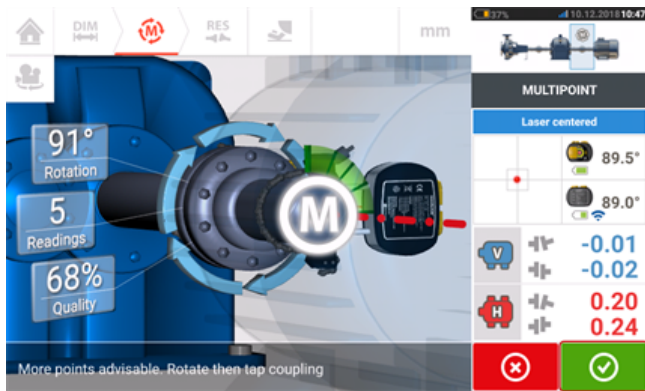 DIM
M
RES
mm
37%
10.12.2018 10:47
MULTIPOINT
Laser centered
89.5°
89.0°
V
-0.01
-0.02
H
0.20
0.24
91°
Rotation
5
Readings
68%
Quality
M
More points advisable. Rotate then tap coupling